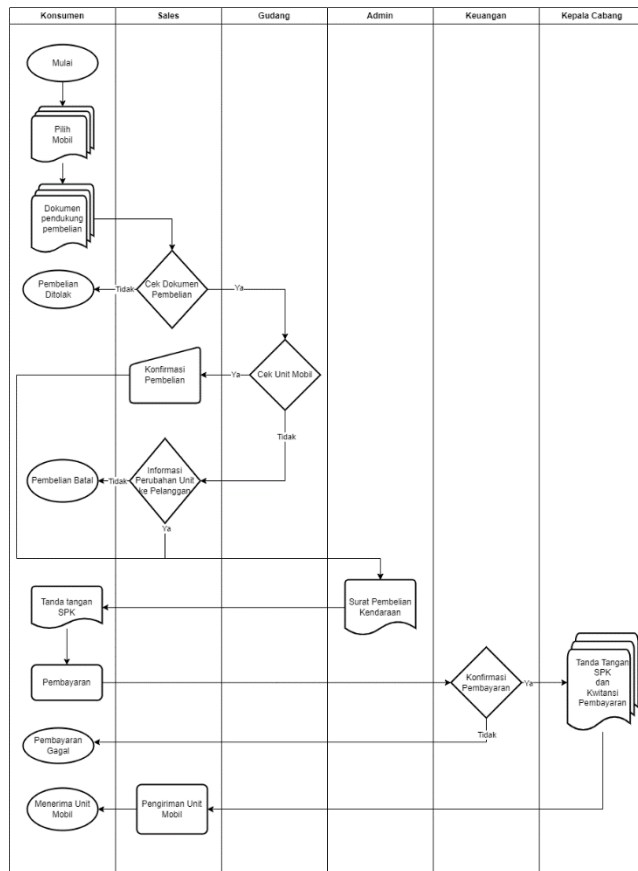 Konsumen
Sales
Gudang
Admin
Keuangan
Kepala Cabang
Mulai
Pilih
Mobil
Dokumen
pendukung
pembelian
Pembelian
Ditolak
Tidak
Cek Dokumen
Pembelian
Ya
Konfirmasi
Pembelian
Ya
Cek Unit Mobil
Tidak
Pembelian Batal
Tidak
Informasi
Perubahan Unit
ke Pelanggan
Ya
Tanda tangan
SPK
Surat Pembelian
Kendaraan
Pembayaran
Konfirmasi
Pembayaran
Ya
Tanda Tangan
SPK
dan
Kwitansi
Pembayaran
Tidak
Pembayaran
Gagal
Menerima Unit
Mobil
Pengiriman Unit
Mobil